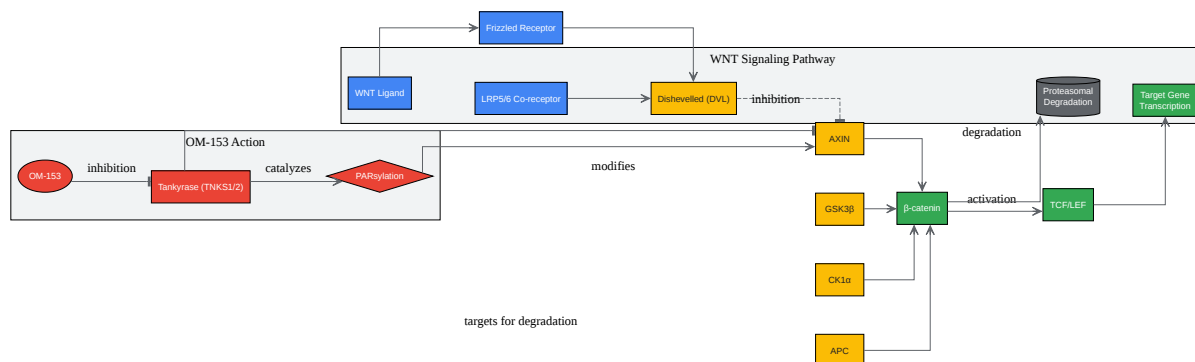 Frizzled Receptor
WNT Signaling Pathway
WNT Ligand
LRP5/6 Co-receptor
Dishevelled (DVL)
inhibition
Proteasomal
Degradation
Target Gene
Transcription
OM-153 Action
AXIN
degradation
OM-153
inhibition
Tankyrase (TNKS1/2)
catalyzes
PARsylation
modifies
GSK3β
β-catenin
activation
TCF/LEF
CK1α
targets for degradation
APC